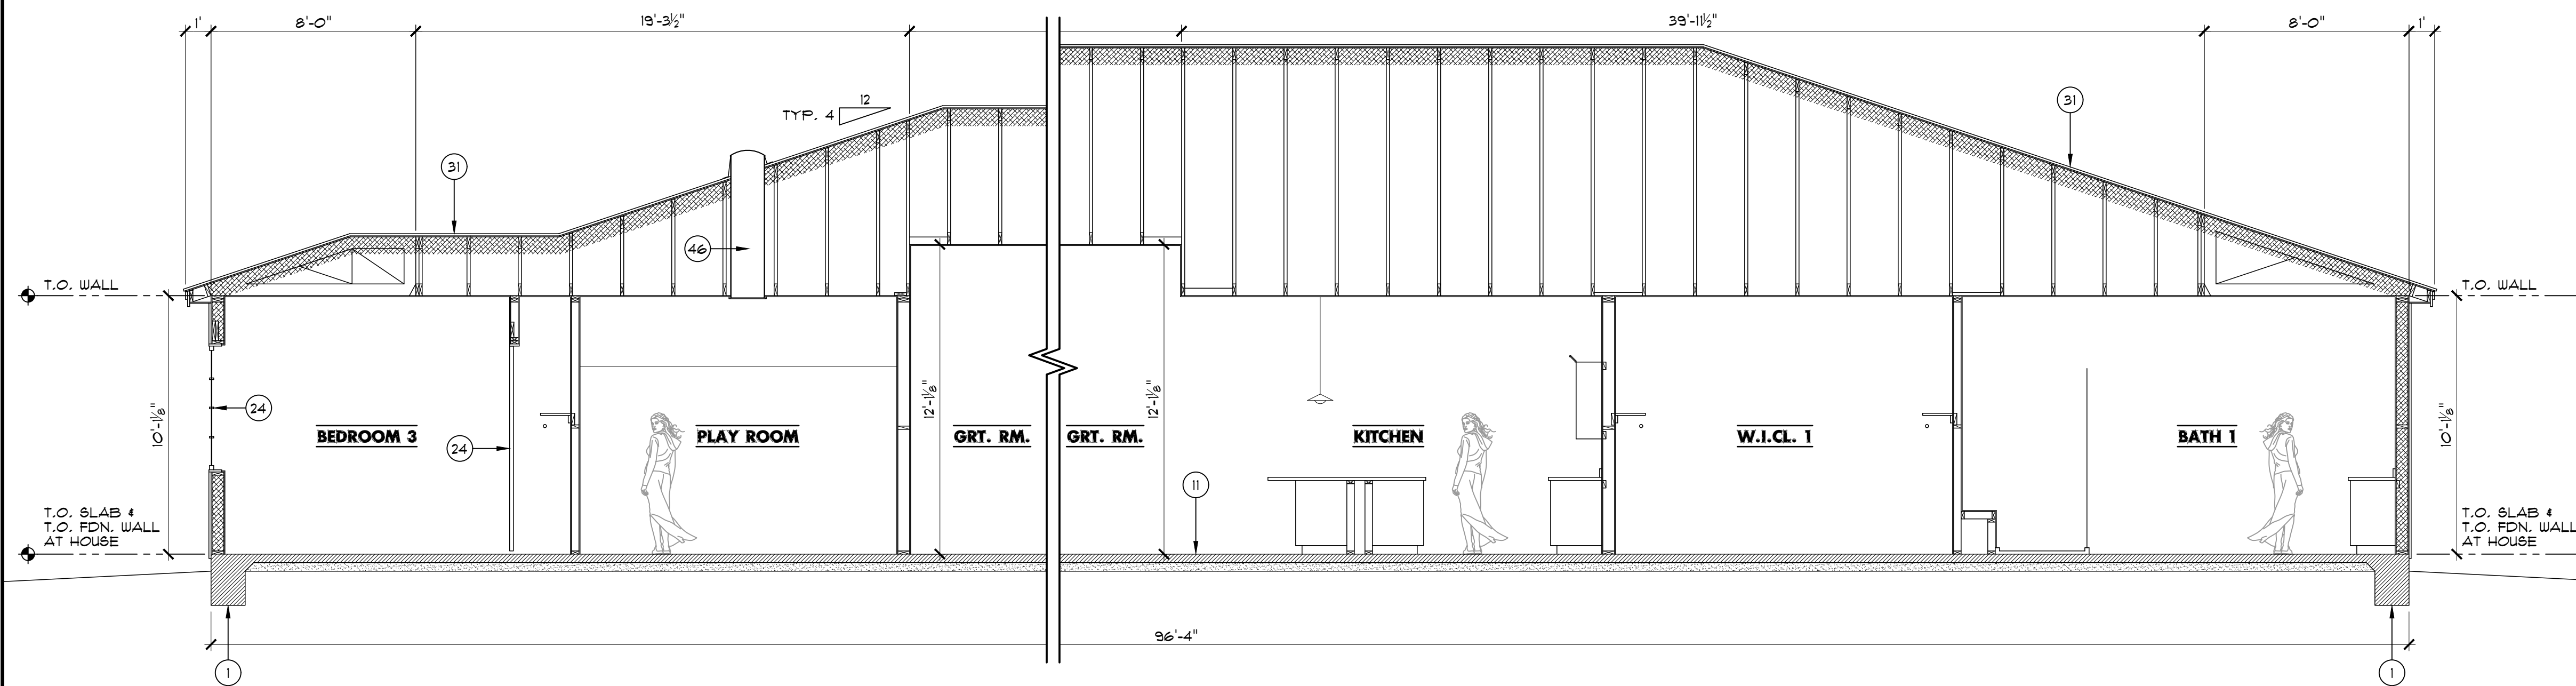 1'
8'-0"
19'-3½"
39'-11½"
8'-0"
1'
12
TYP. 4
31
31
46
T.O. WALL
T.O. WALL
10'-1⅛"
24
24
12'-1⅛"
12'-1⅛"
10'-1⅛"
BEDROOM 3
PLAY ROOM
GRT. RM.
GRT. RM.
KITCHEN
W.I.CL. 1
BATH 1
11
T.O. SLAB &
T.O. FDN. WALL
AT HOUSE
T.O. SLAB &
T.O. FDN. WALL
AT HOUSE
96'-4"
1
1